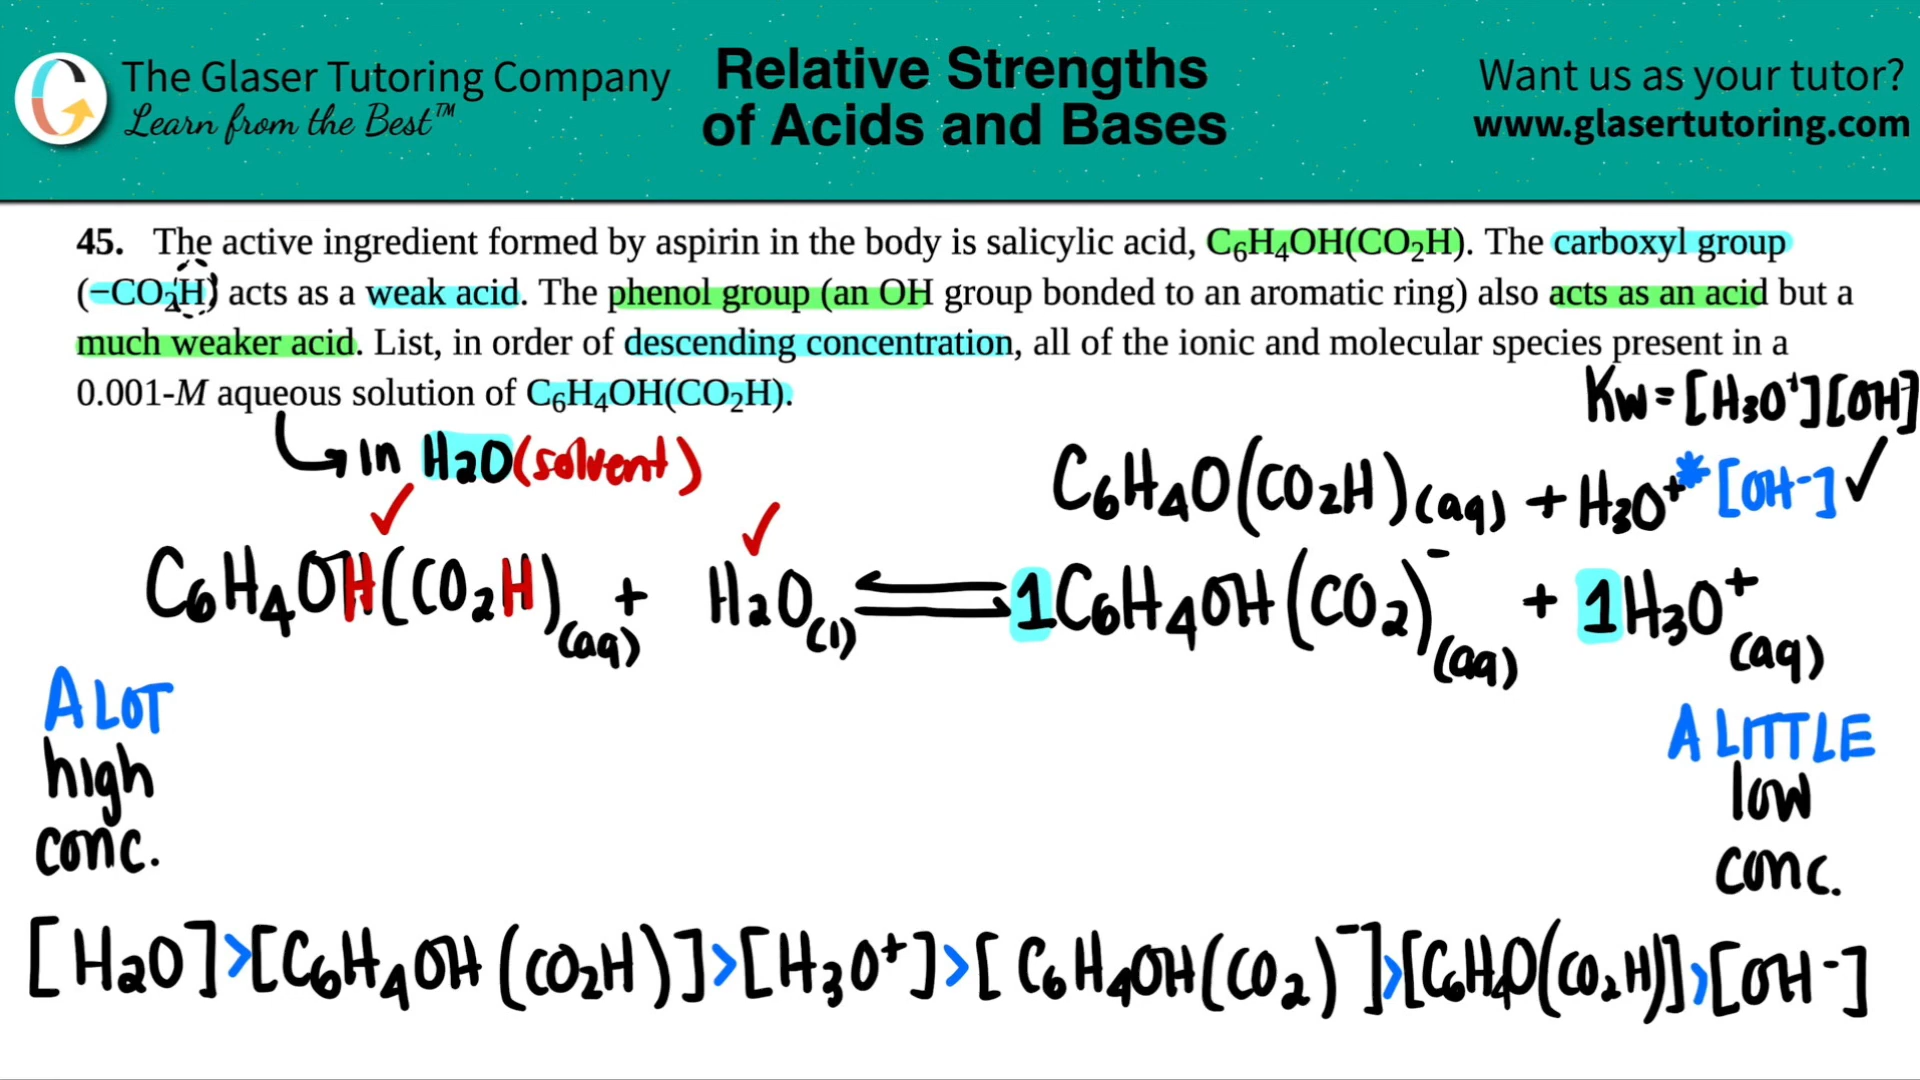 The Glaser Tutoring Company
Learn from the Best™
Relative Strengths
of Acids and Bases
Want us as your tutor?
www.glasertutoring.com
45. The active ingredient formed by aspirin in the body is salicylic acid, C₆H₄OH(CO₂H). The carboxyl group
(−CO₂H) acts as a weak acid. The phenol group (an OH group bonded to an aromatic ring) also acts as an acid but a
much weaker acid. List, in order of descending concentration, all of the ionic and molecular species present in a
0.001-M aqueous solution of C₆H₄OH(CO₂H).
Kw=[H₃O⁺][OH]
in H₂O(solvent)
C₆H₄O(CO₂H)(aq) + H₃O⁺* [OH⁻] ✓
✓ ✓
C₆H₄OH(CO₂H)(aq) + H₂O(l) ⇌ 1C₆H₄OH(CO₂)⁻(aq) + 1H₃O⁺(aq)
A LOT
high
conc.
A LITTLE
low
conc.
[H₂O]>[C₆H₄OH(CO₂H)]>[H₃O⁺]>[C₆H₄OH(CO₂)⁻]>[C₆H₄O(CO₂H)]>[OH⁻]